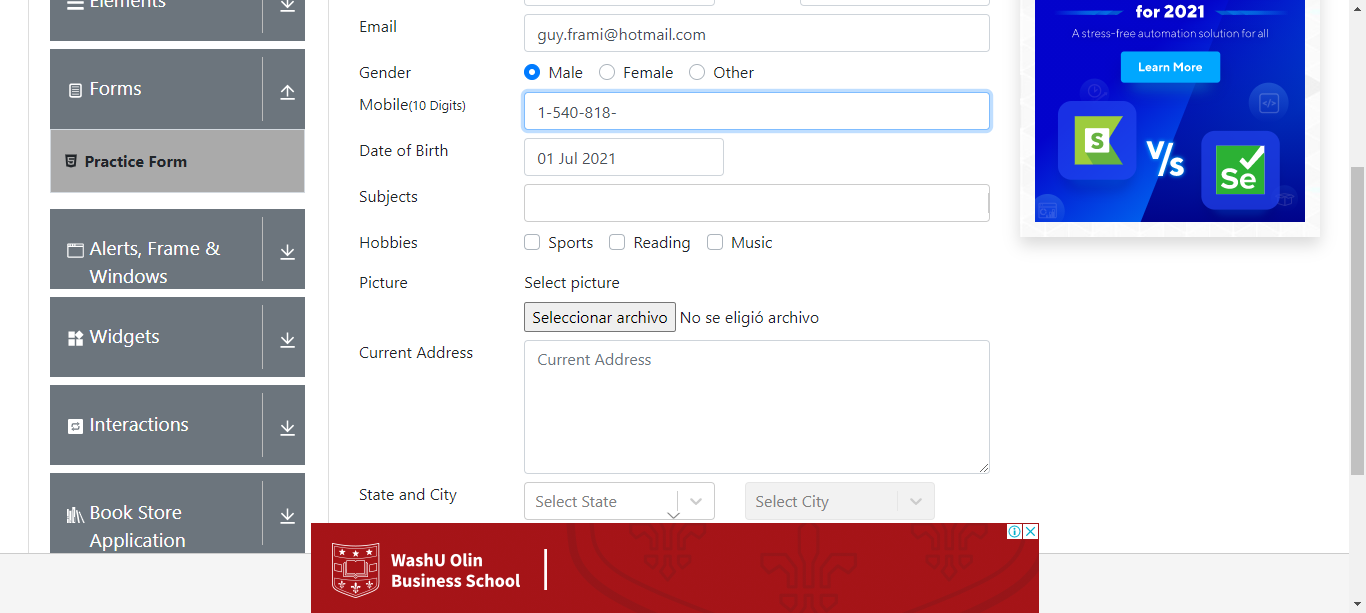 Elements
Forms
Practice Form
Alerts, Frame &
Windows
Widgets
Interactions
Book Store
Application
Email
guy.frami@hotmail.com
Gender
Male
Female
Other
Mobile(10 Digits)
1-540-818-
Date of Birth
01 Jul 2021
Subjects
Hobbies
Sports
Reading
Music
Picture
Select picture
Seleccionar archivo No se eligió archivo
Current Address
Current Address
State and City
Select State
Select City
for 2021
A stress-free automation solution for all
Learn More
S
V/s
Se
WashU Olin
Business School